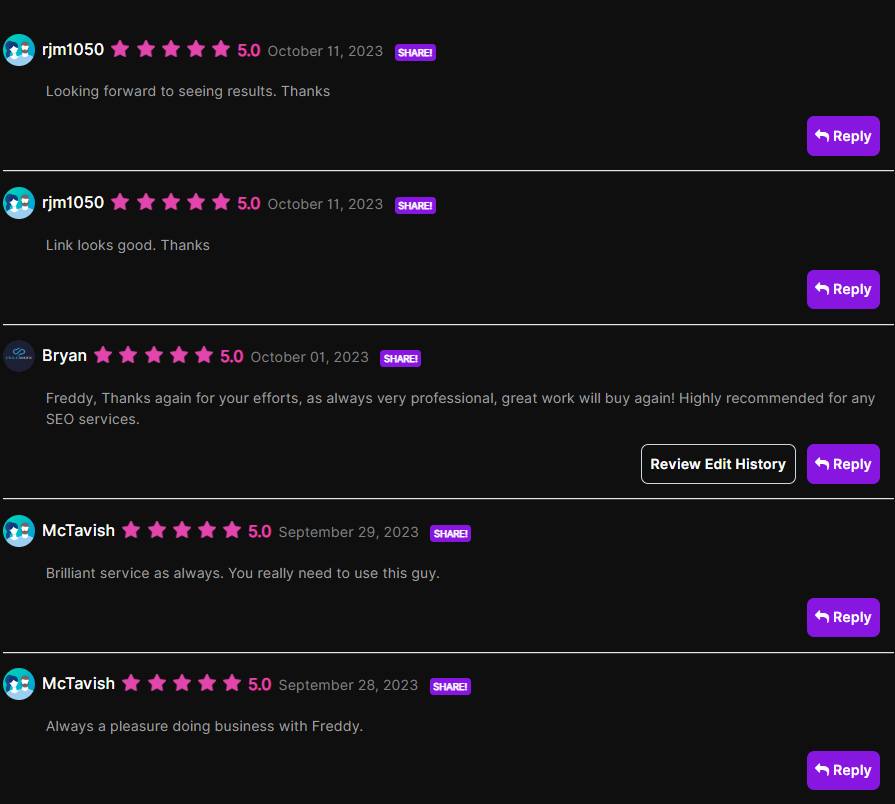 rjm1050 5.0 October 11, 2023 SHARE!
Looking forward to seeing results. Thanks
Reply
rjm1050 5.0 October 11, 2023 SHARE!
Link looks good. Thanks
Reply
Bryan 5.0 October 01, 2023 SHARE!
Freddy, Thanks again for your efforts, as always very professional, great work will buy again! Highly recommended for any
SEO services.
Review Edit History Reply
McTavish 5.0 September 29, 2023 SHARE!
Brilliant service as always. You really need to use this guy.
Reply
McTavish 5.0 September 28, 2023 SHARE!
Always a pleasure doing business with Freddy.
Reply